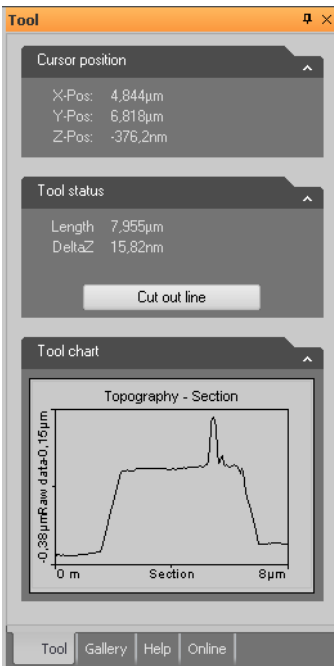 Tool
Cursor position
X-Pos: 4,844µm
Y-Pos: 6,818µm
Z-Pos: -376,2nm
Tool status
Length 7,955µm
DeltaZ 15,82nm
Cut out line
Tool chart
Topography - Section
-0,38µm Raw data -0,15µm
0 m Section 8µm
Tool Gallery Help Online